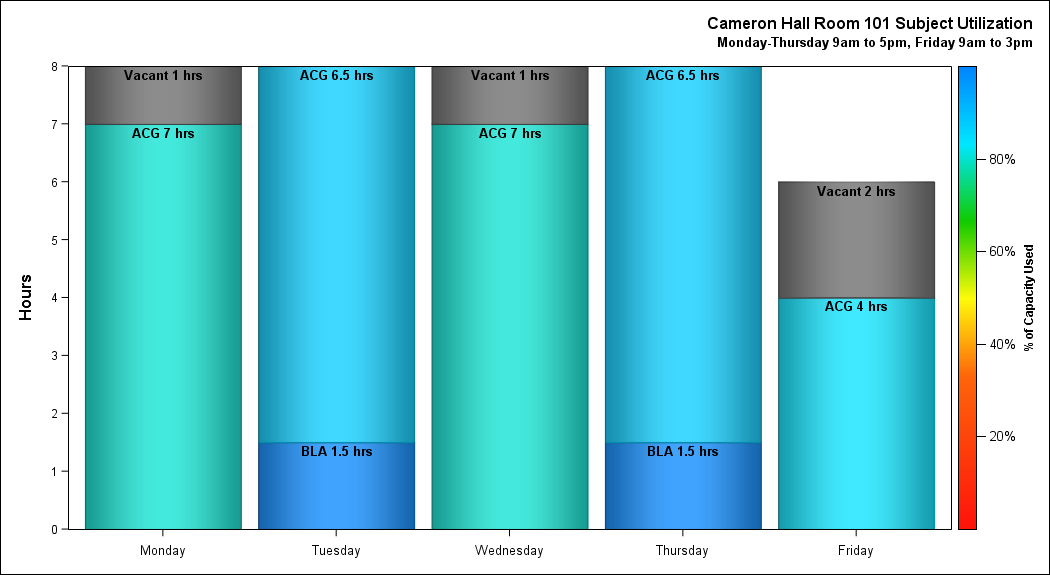 Cameron Hall Room 101 Subject Utilization
Monday-Thursday 9am to 5pm, Friday 9am to 3pm
Hours
8
7
6
5
4
3
2
1
0
Vacant 1 hrs
ACG 7 hrs
ACG 6.5 hrs
BLA 1.5 hrs
Vacant 1 hrs
ACG 7 hrs
ACG 6.5 hrs
BLA 1.5 hrs
Vacant 2 hrs
ACG 4 hrs
Monday
Tuesday
Wednesday
Thursday
Friday
80%
60%
40%
20%
% of Capacity Used